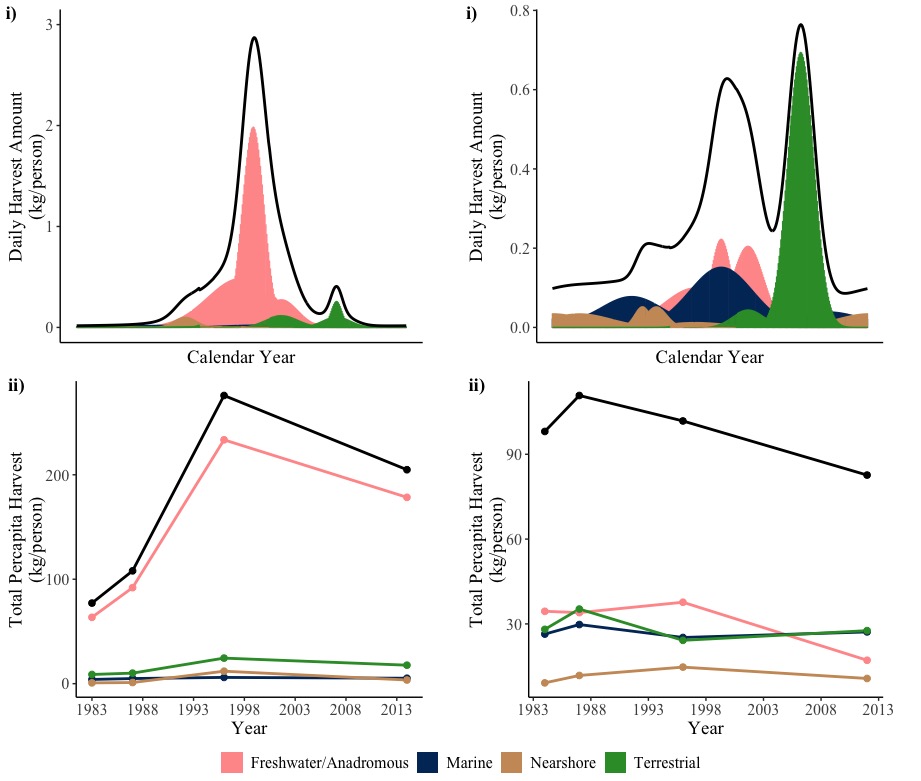 i)
3
2
1
0
Daily Harvest Amount
(kg/person)
Calendar Year
i)
0.8
0.6
0.4
0.2
0.0
Daily Harvest Amount
(kg/person)
Calendar Year
ii)
200
100
0
Total Percapita Harvest
(kg/person)
1983 1988 1993 1998 2003 2008 2013
Year
ii)
90
60
30
Total Percapita Harvest
(kg/person)
1983 1988 1993 1998 2003 2008 2013
Year
Freshwater/Anadromous Marine Nearshore Terrestrial